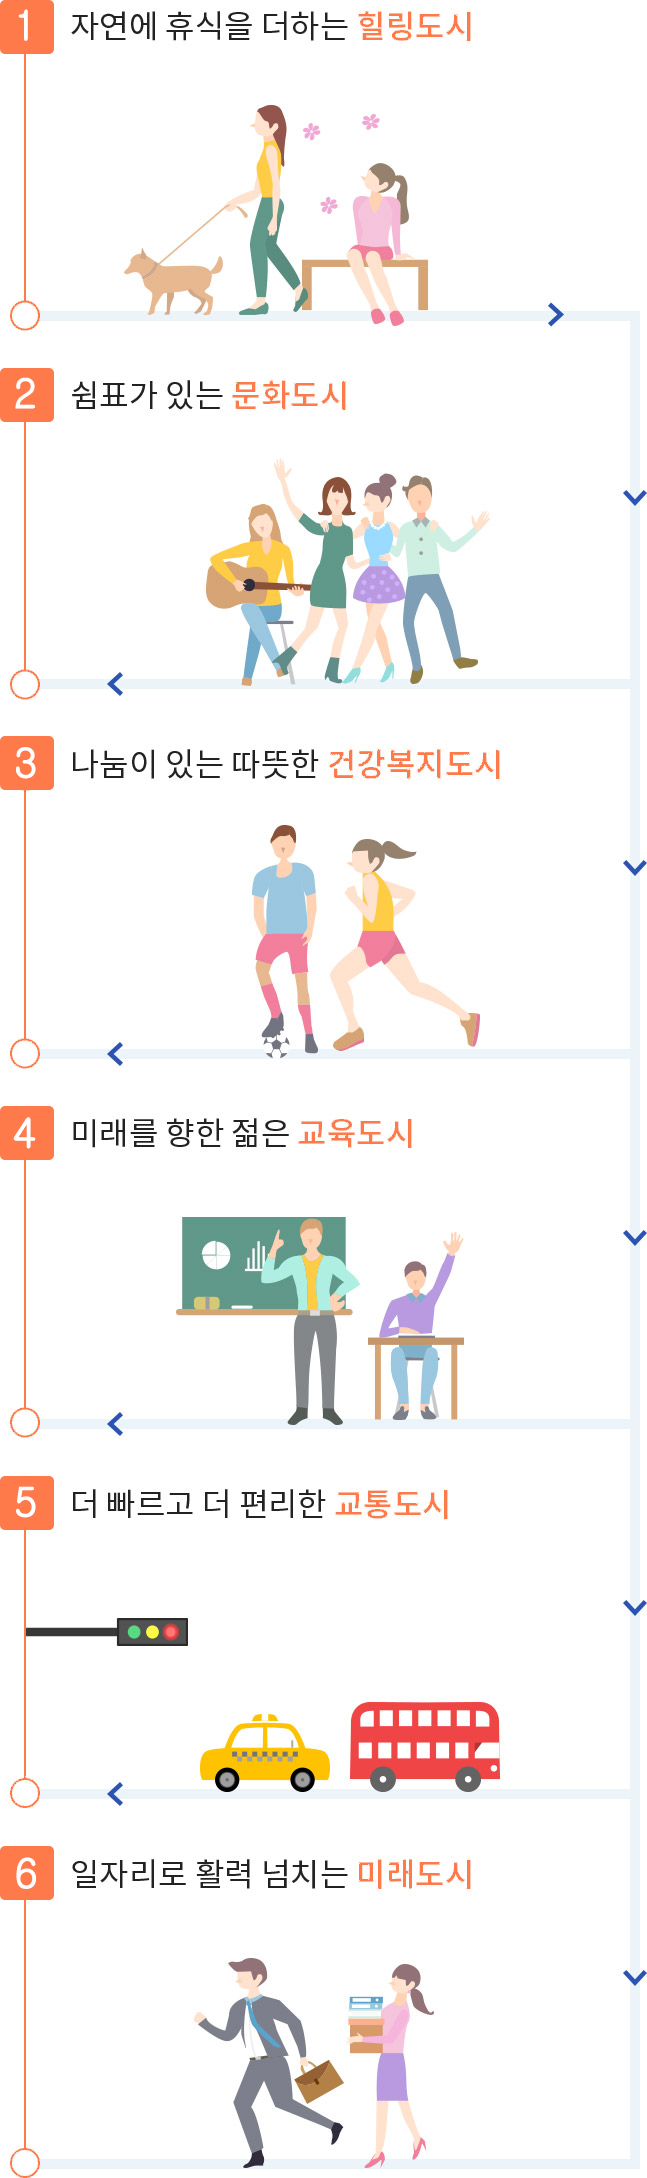 1 자연에 휴식을 더하는 힐링도시
2 쉼표가 있는 문화도시
3 나눔이 있는 따뜻한 건강복지도시
4 미래를 향한 젊은 교육도시
5 더 빠르고 더 편리한 교통도시
6 일자리로 활력 넘치는 미래도시